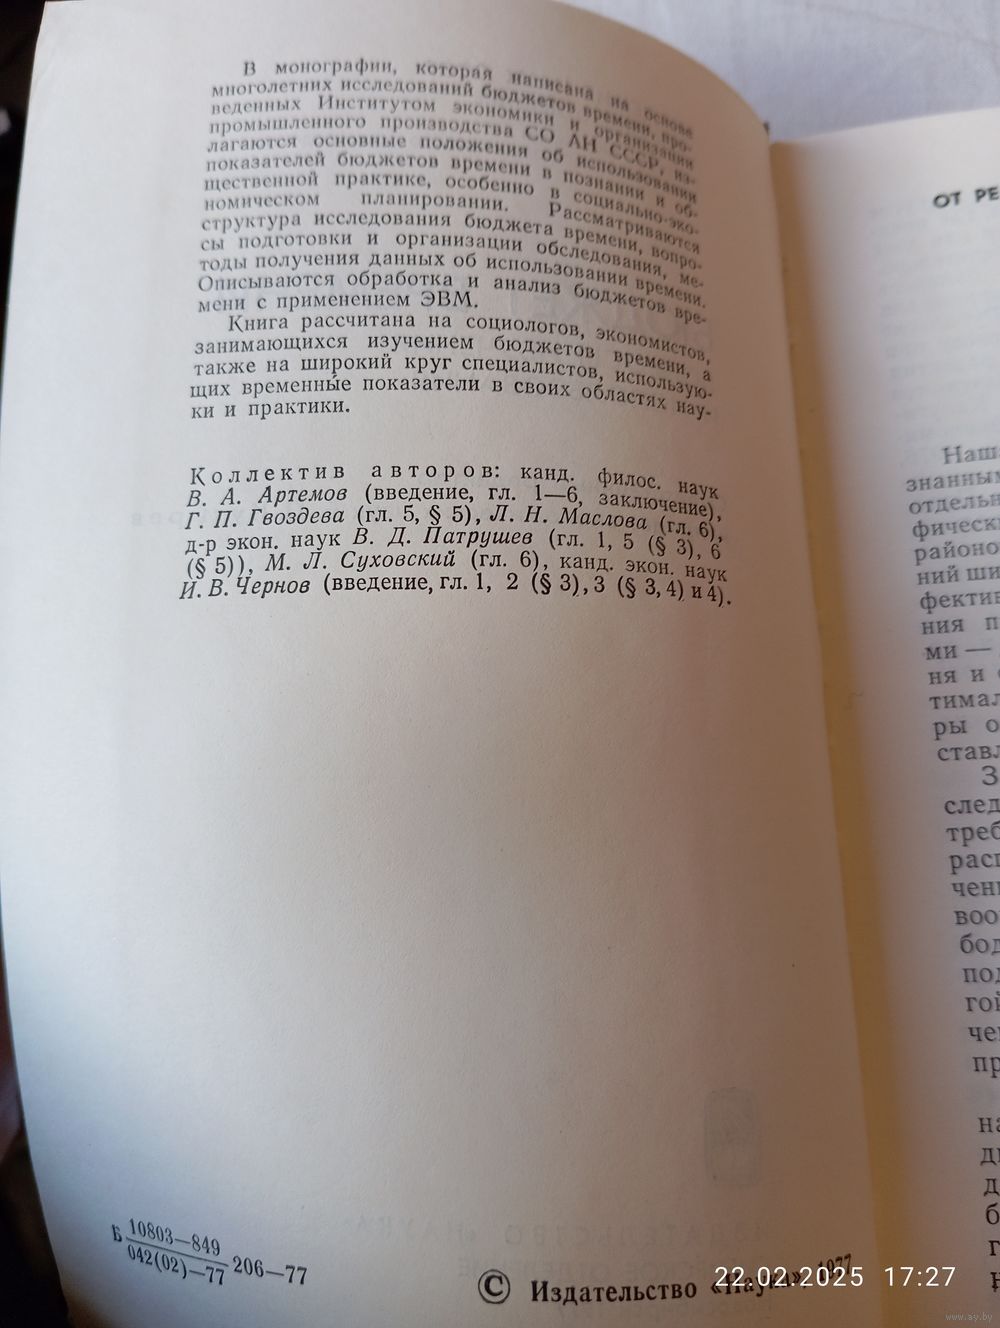 В монографии, которая написана на основе
многолетних исследований бюджетов времени, про-
веденных Институтом экономики и организации
промышленного производства СО АН СССР, из-
лагаются основные положения об использовании
показателей бюджетов времени в познании и об-
щественной практике, особенно в социально-эко-
номическом планировании. Рассматриваются
структура исследования бюджета времени, вопро-
сы подготовки и организации обследования, ме-
тоды получения данных об использовании времени.
Описываются обработка и анализ бюджетов вре-
мени с применением ЭВМ.
Книга рассчитана на социологов, экономистов,
занимающихся изучением бюджетов времени, а
также на широкий круг специалистов, использую-
щих временные показатели в своих областях нау-
ки и практики.
Коллектив авторов: канд. филос. наук
В. А. Артемов (введение, гл. 1—6, заключение),
Г. П. Гвоздева (гл. 5, § 5), Л. Н. Маслова (гл. 6),
д-р экон. наук В. Д. Патрушев (гл. 1, 5 (§ 3), 6
(§ 5)), М. Л. Суховский (гл. 6), канд. экон. наук
И. В. Чернов (введение, гл. 1, 2 (§ 3), 3 (§ 3, 4) и 4).
Б 10803—849
042(02)—77 206—77
© Издательство «Наука», 1977
ОТ РЕ
Наша
знанным
отдельн
фически
районо
ний ши
фектив
ния п
ми —
ня и
тимал
ры о
ставл
З
след
треб
расп
чен
воо
бод
под
гой
че
пр
на
д
б
г
22.02.2025 17:27
www.ay.by